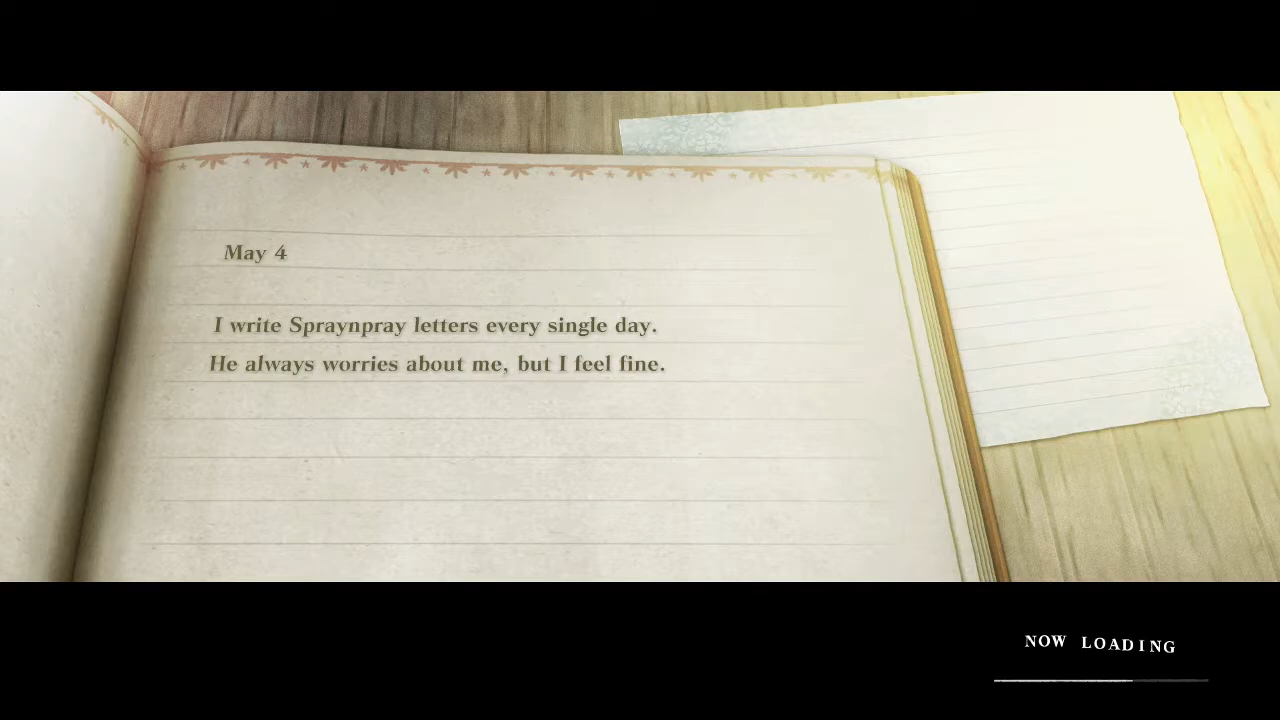 May 4
I write Spraynpray letters every single day.
He always worries about me, but I feel fine.
NOW LOADING